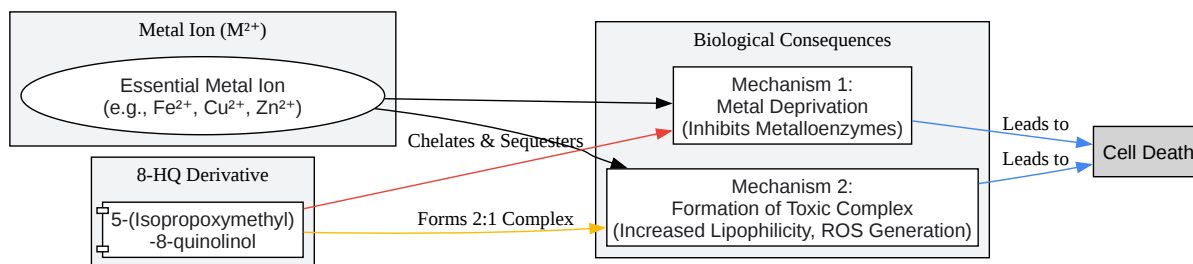 Metal Ion (M²⁺)
Essential Metal Ion
(e.g., Fe²⁺, Cu²⁺, Zn²⁺)
8-HQ Derivative
5-(Isopropoxymethyl)
-8-quinolinol
Chelates & Sequesters
Forms 2:1 Complex
Biological Consequences
Mechanism 1:
Metal Deprivation
(Inhibits Metalloenzymes)
Mechanism 2:
Formation of Toxic Complex
(Increased Lipophilicity, ROS Generation)
Leads to
Leads to
Cell Death